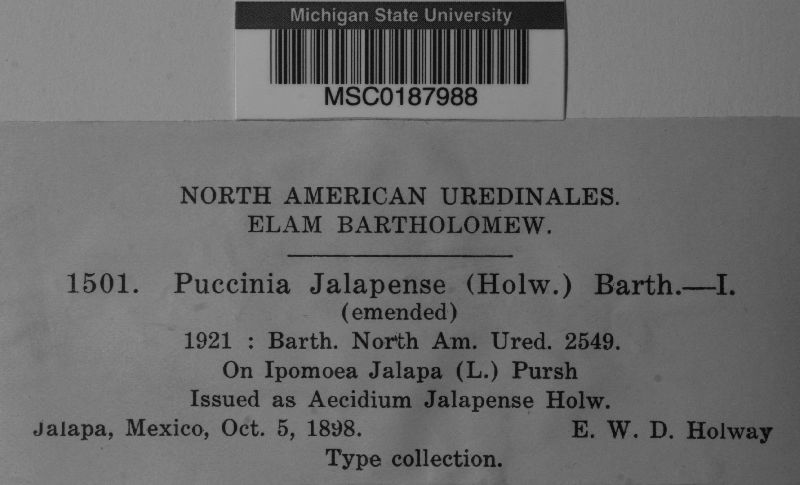 Michigan State University
MSC0187988
NORTH AMERICAN UREDINALES.
ELAM BARTHOLOMEW.
1501. Puccinia Jalapense (Holw.) Barth.—I.
(emended)
1921 : Barth. North Am. Ured. 2549.
On Ipomoea Jalapa (L.) Pursh
Issued as Aecidium Jalapense Holw.
Jalapa, Mexico, Oct. 5, 1898. E. W. D. Holway
Type collection.